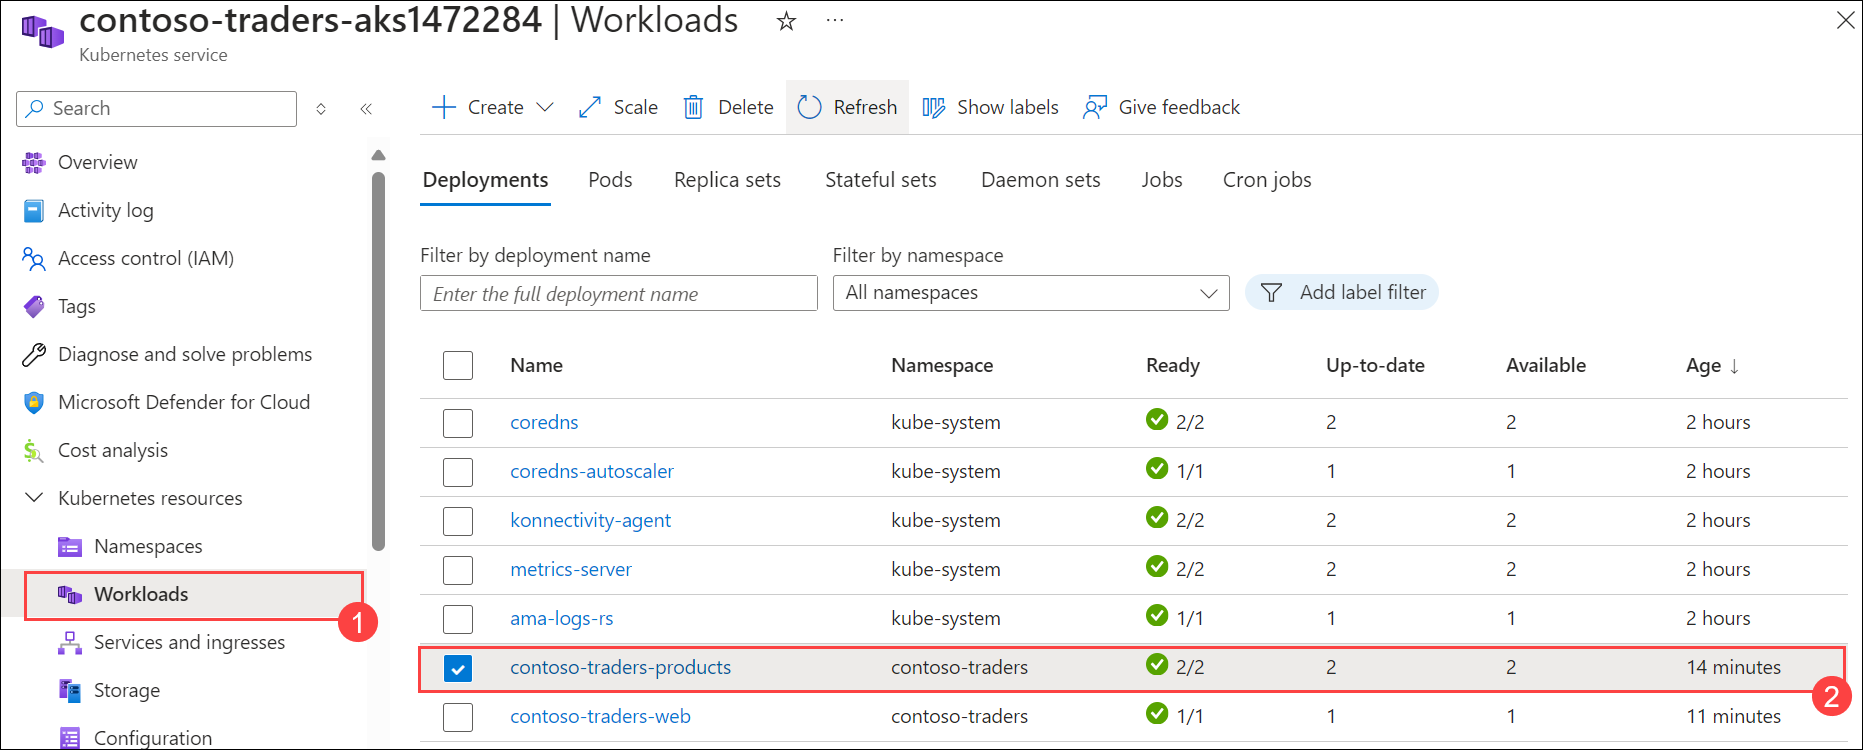 contoso-traders-aks1472284 | Workloads
Kubernetes service
Search
Create
Scale
Delete
Refresh
Show labels
Give feedback
Overview
Activity log
Access control (IAM)
Tags
Diagnose and solve problems
Microsoft Defender for Cloud
Cost analysis
Kubernetes resources
Namespaces
Workloads
1
Services and ingresses
Storage
Configuration
Deployments Pods Replica sets Stateful sets Daemon sets Jobs Cron jobs
Filter by deployment name
Enter the full deployment name
Filter by namespace
All namespaces
Add label filter
Name Namespace Ready Up-to-date Available Age ↓
coredns kube-system 2/2 2 2 2 hours
coredns-autoscaler kube-system 1/1 1 1 2 hours
konnectivity-agent kube-system 2/2 2 2 2 hours
metrics-server kube-system 2/2 2 2 2 hours
ama-logs-rs kube-system 1/1 1 1 2 hours
contoso-traders-products contoso-traders 2/2 2 2 14 minutes
2
contoso-traders-web contoso-traders 1/1 1 1 11 minutes